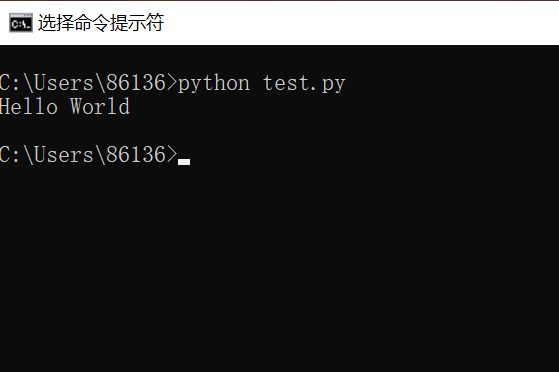 选择命令提示符
C:\Users\86136>python test.py
Hello World
C:\Users\86136>